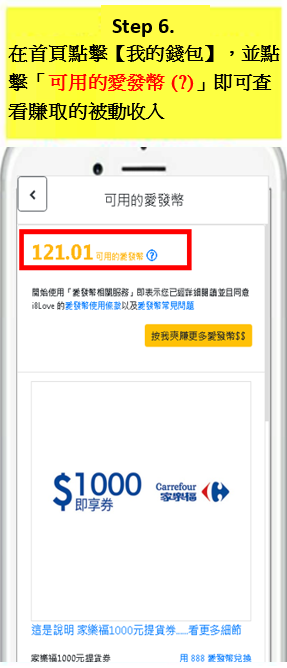 Step 6.
在首頁點擊【我的錢包】，並點
擊「可用的愛發幣 (?)」即可查
看賺取的被動收入
可用的愛發幣
121.01 可用的愛發幣 ?
開始使用「愛發幣相關服務」即表示您已經詳細閱讀並且同意
i8Love 的愛發幣使用條款以及愛發幣常見問題
按我爽賺更多愛發幣$$
$1000
即享券
Carrefour
家樂福
這是說明 家樂福1000元提貨券.....看更多細節
家樂福1000元提貨券
用 888 愛發幣兌換